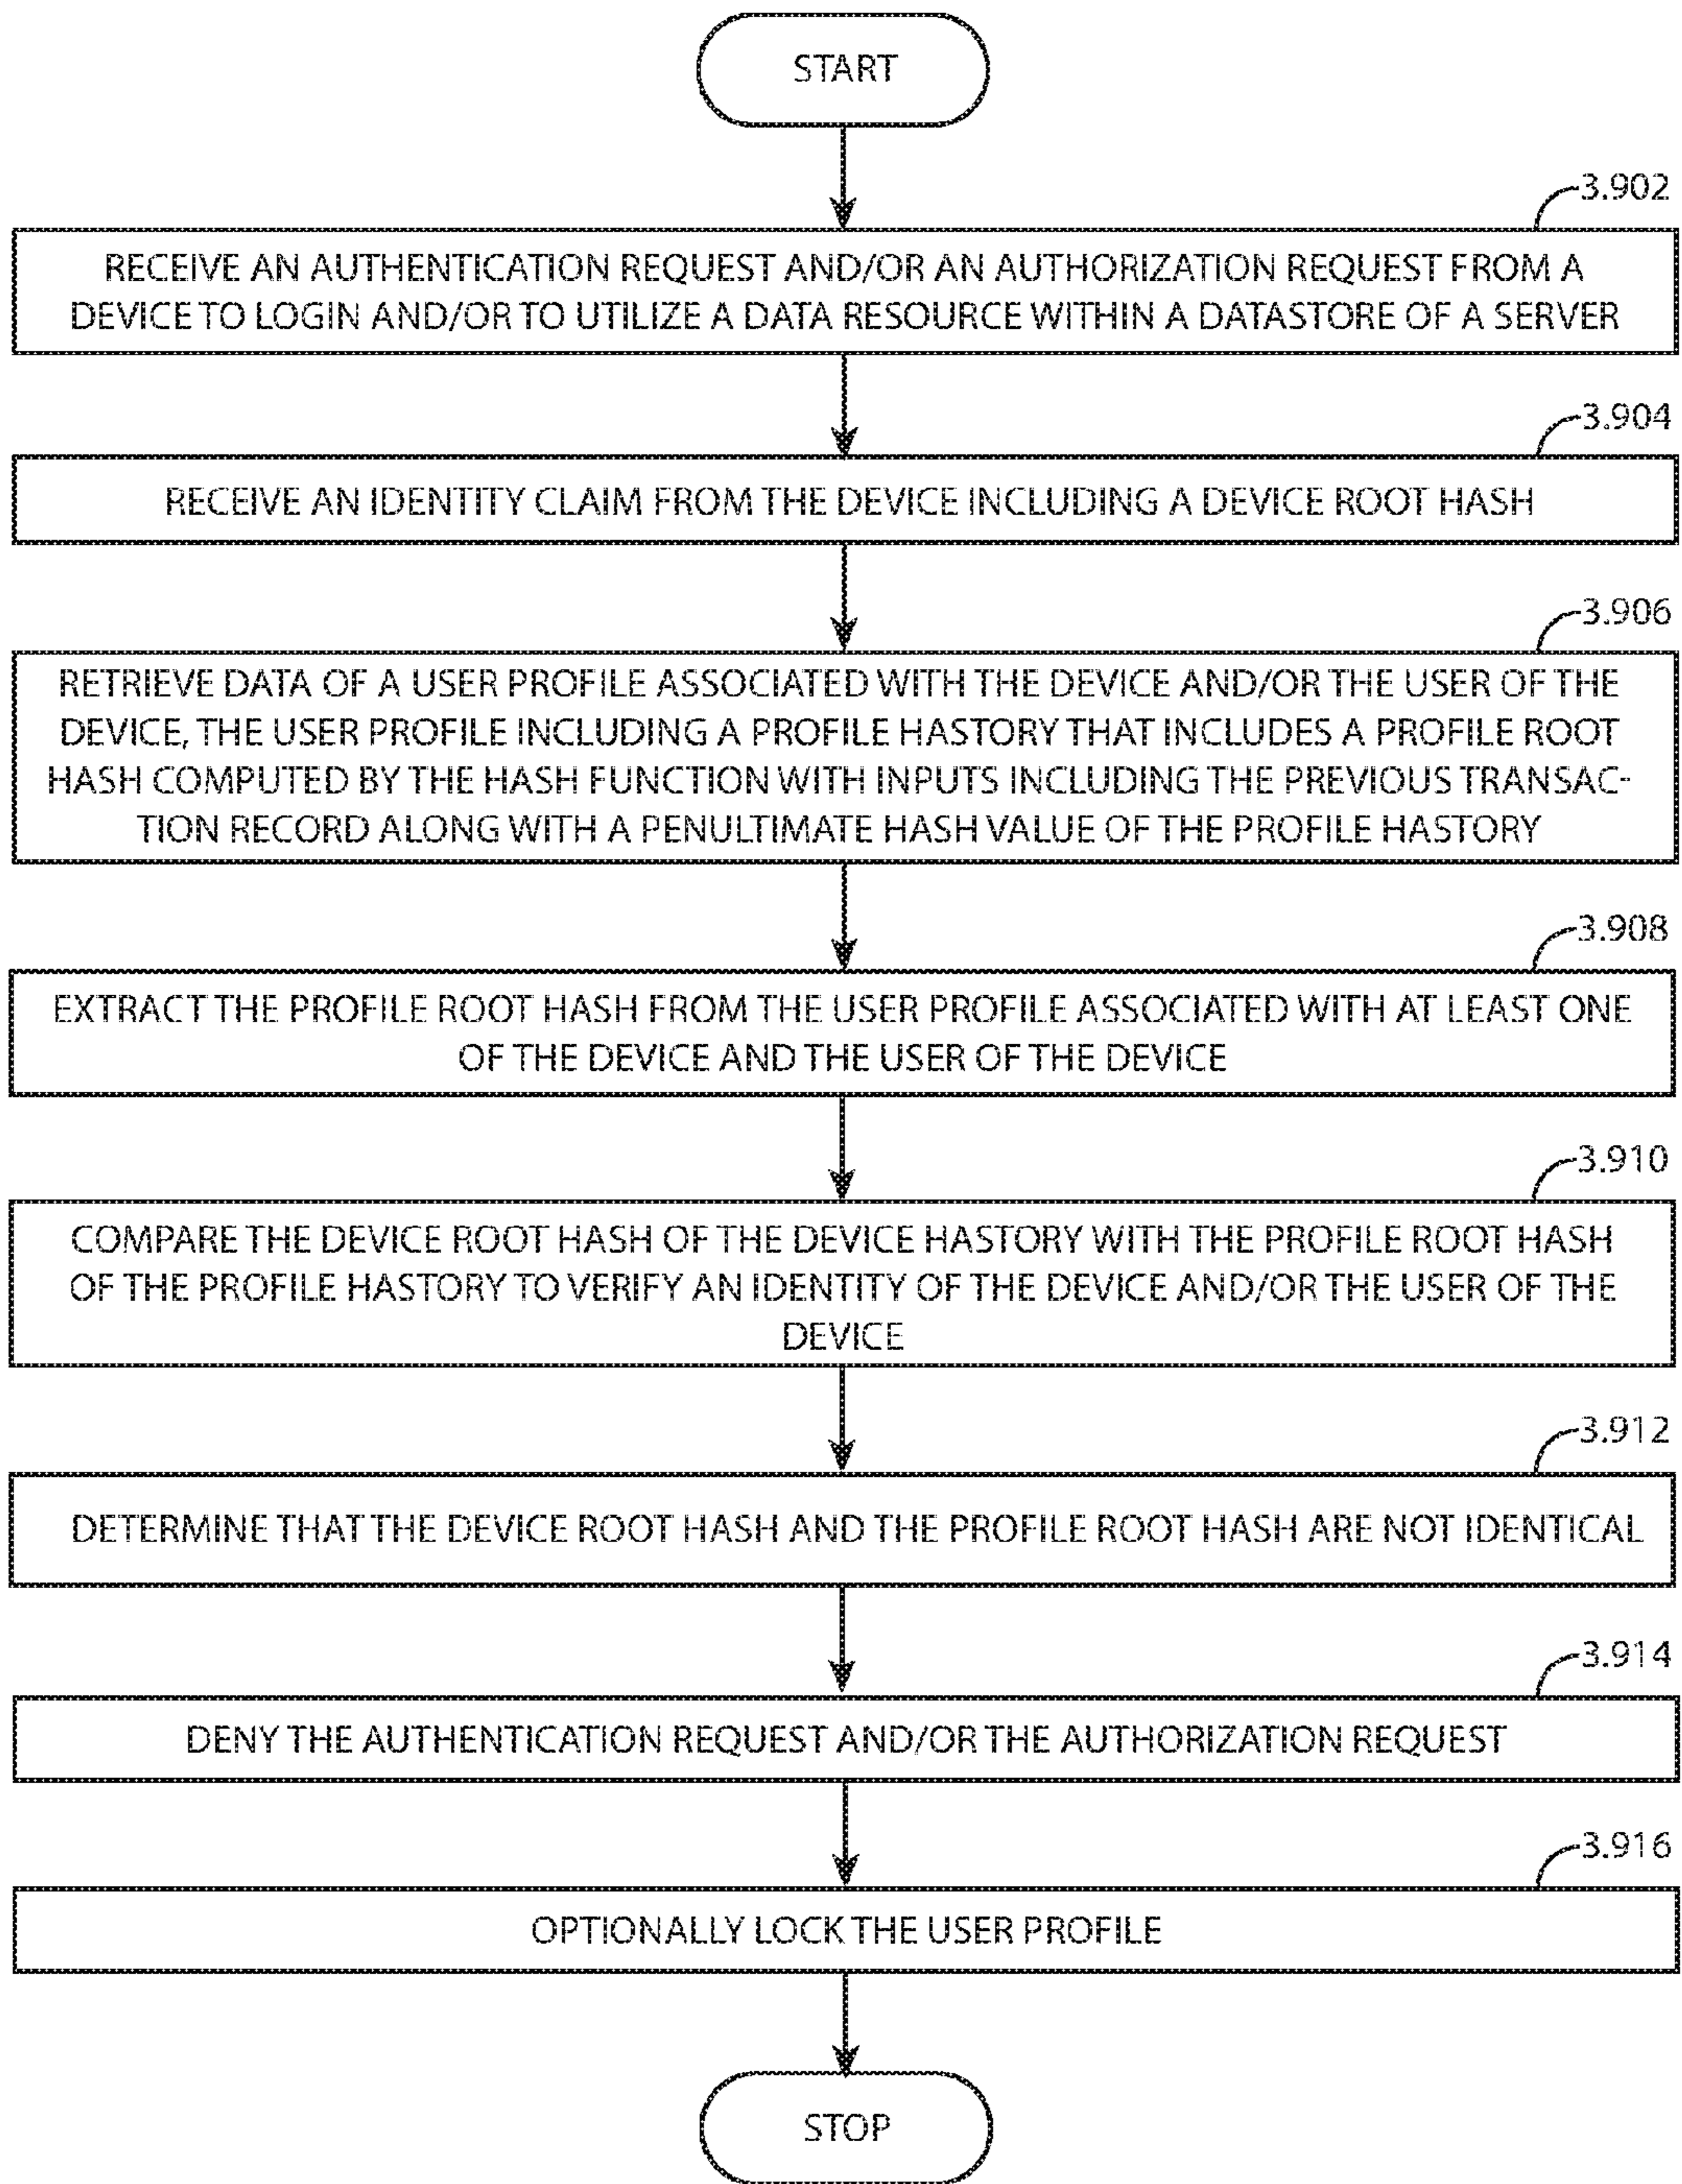 START
3.902
RECEIVE AN AUTHENTICATION REQUEST AND/OR AN AUTHORIZATION REQUEST FROM A
DEVICE TO LOGIN AND/OR TO UTILIZE A DATA RESOURCE WITHIN A DATASTORE OF A SERVER
3.904
RECEIVE AN IDENTITY CLAIM FROM THE DEVICE INCLUDING A DEVICE ROOT HASH
3.906
RETRIEVE DATA OF A USER PROFILE ASSOCIATED WITH THE DEVICE AND/OR THE USER OF THE
DEVICE, THE USER PROFILE INCLUDING A PROFILE HASTORY THAT INCLUDES A PROFILE ROOT
HASH COMPUTED BY THE HASH FUNCTION WITH INPUTS INCLUDING THE PREVIOUS TRANSAC-
TION RECORD ALONG WITH A PENULTIMATE HASH VALUE OF THE PROFILE HASTORY
3.908
EXTRACT THE PROFILE ROOT HASH FROM THE USER PROFILE ASSOCIATED WITH AT LEAST ONE
OF THE DEVICE AND THE USER OF THE DEVICE
3.910
COMPARE THE DEVICE ROOT HASH OF THE DEVICE HASTORY WITH THE PROFILE ROOT HASH
OF THE PROFILE HASTORY TO VERIFY AN IDENTITY OF THE DEVICE AND/OR THE USER OF THE
DEVICE
3.912
DETERMINE THAT THE DEVICE ROOT HASH AND THE PROFILE ROOT HASH ARE NOT IDENTICAL
3.914
DENY THE AUTHENTICATION REQUEST AND/OR THE AUTHORIZATION REQUEST
3.916
OPTIONALLY LOCK THE USER PROFILE
STOP